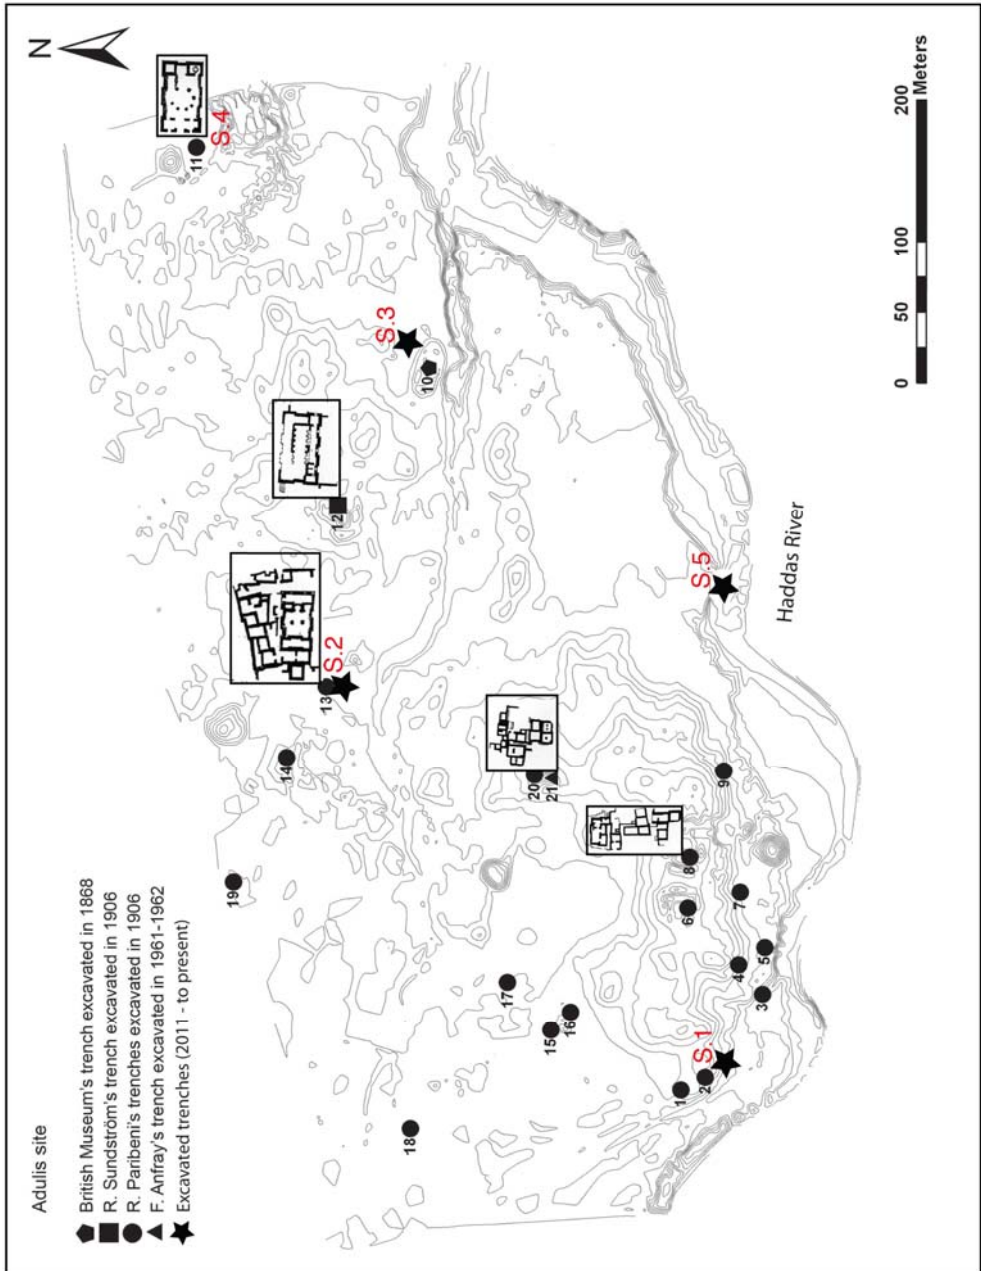 Adulis site
British Museum's trench excavated in 1868
R. Sundström's trench excavated in 1906
R. Paribeni's trenches excavated in 1906
F. Anfray's trench excavated in 1961-1962
Excavated trenches (2011 - to present)
N
S.4
11
S.3
10
12
S.2
13
14
19
20
21
S.5
Haddas River
9
8
6
7
5
4
3
17
16
15
S.1
2
1
18
0 50 100 200
Meters